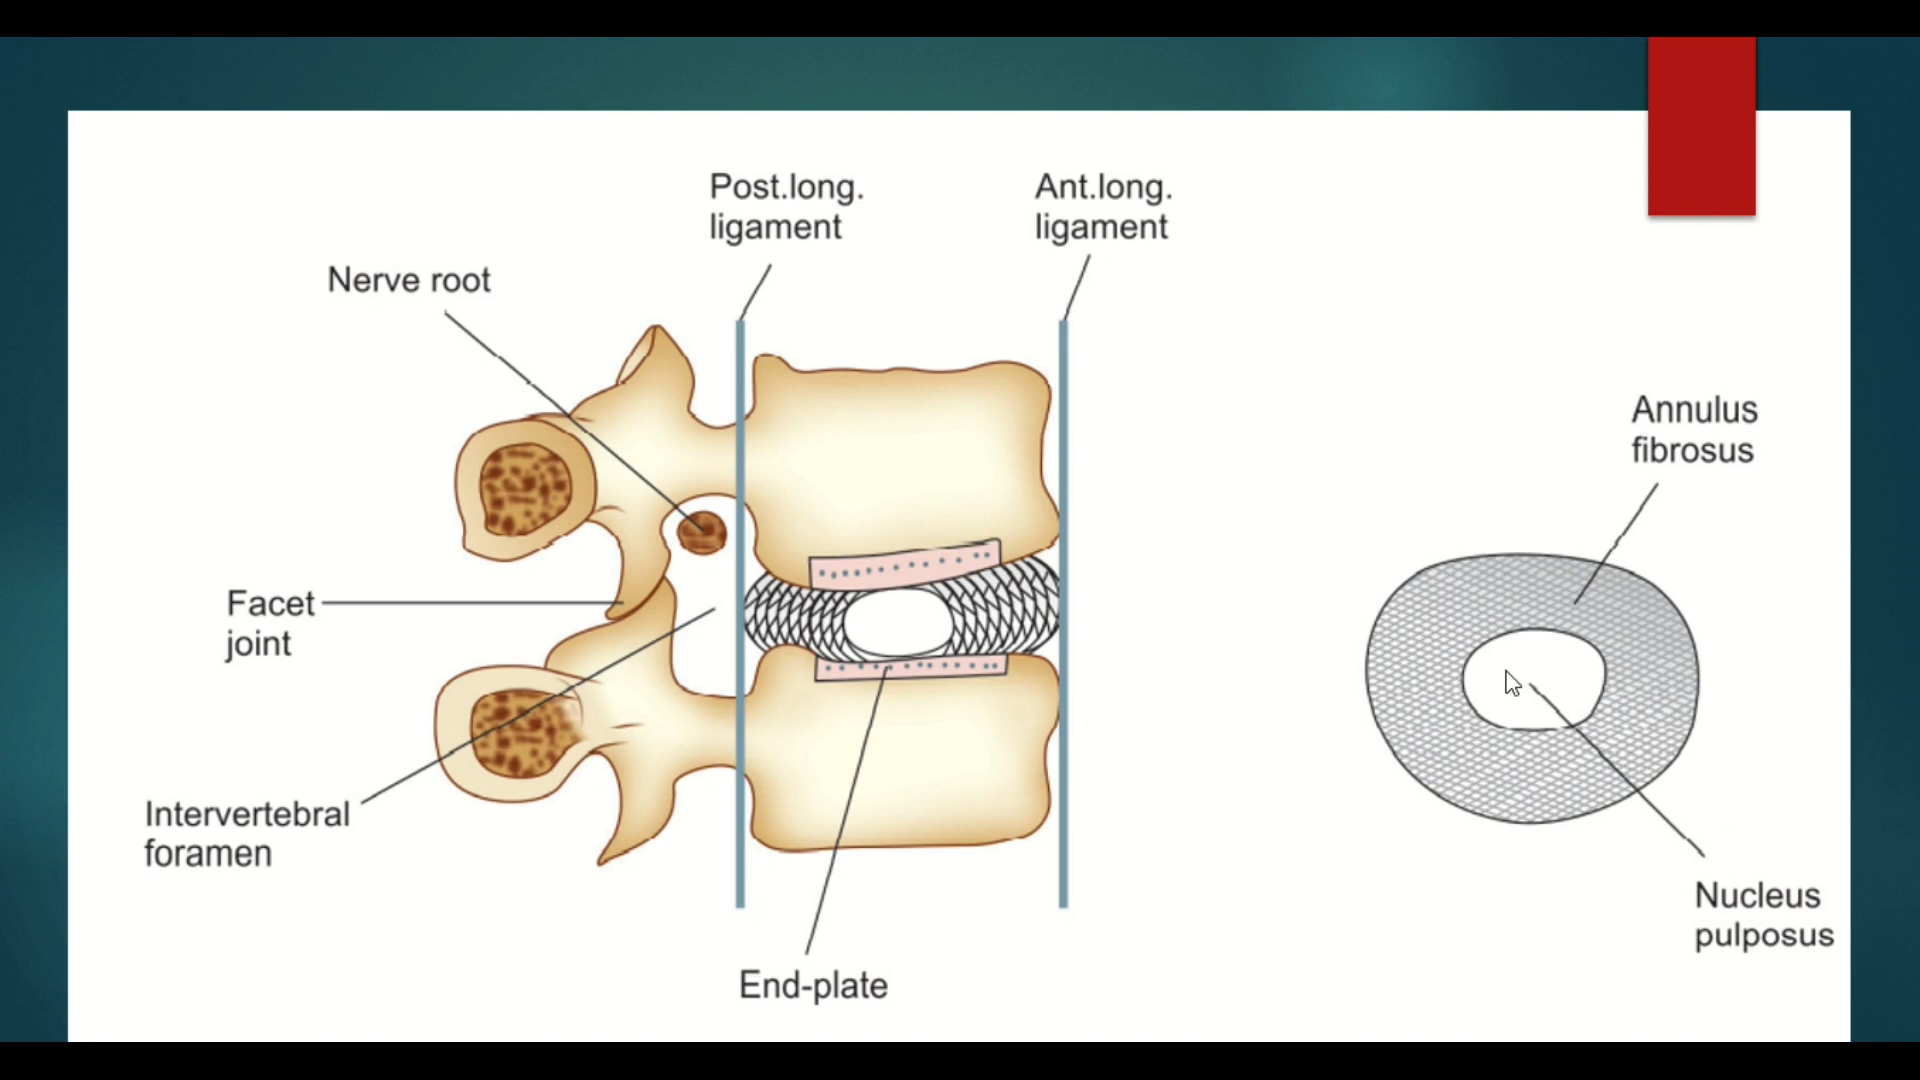 Post.long.
ligament
Ant.long.
ligament
Nerve root
Annulus
fibrosus
Facet
joint
Intervertebral
foramen
Nucleus
pulposus
End-plate